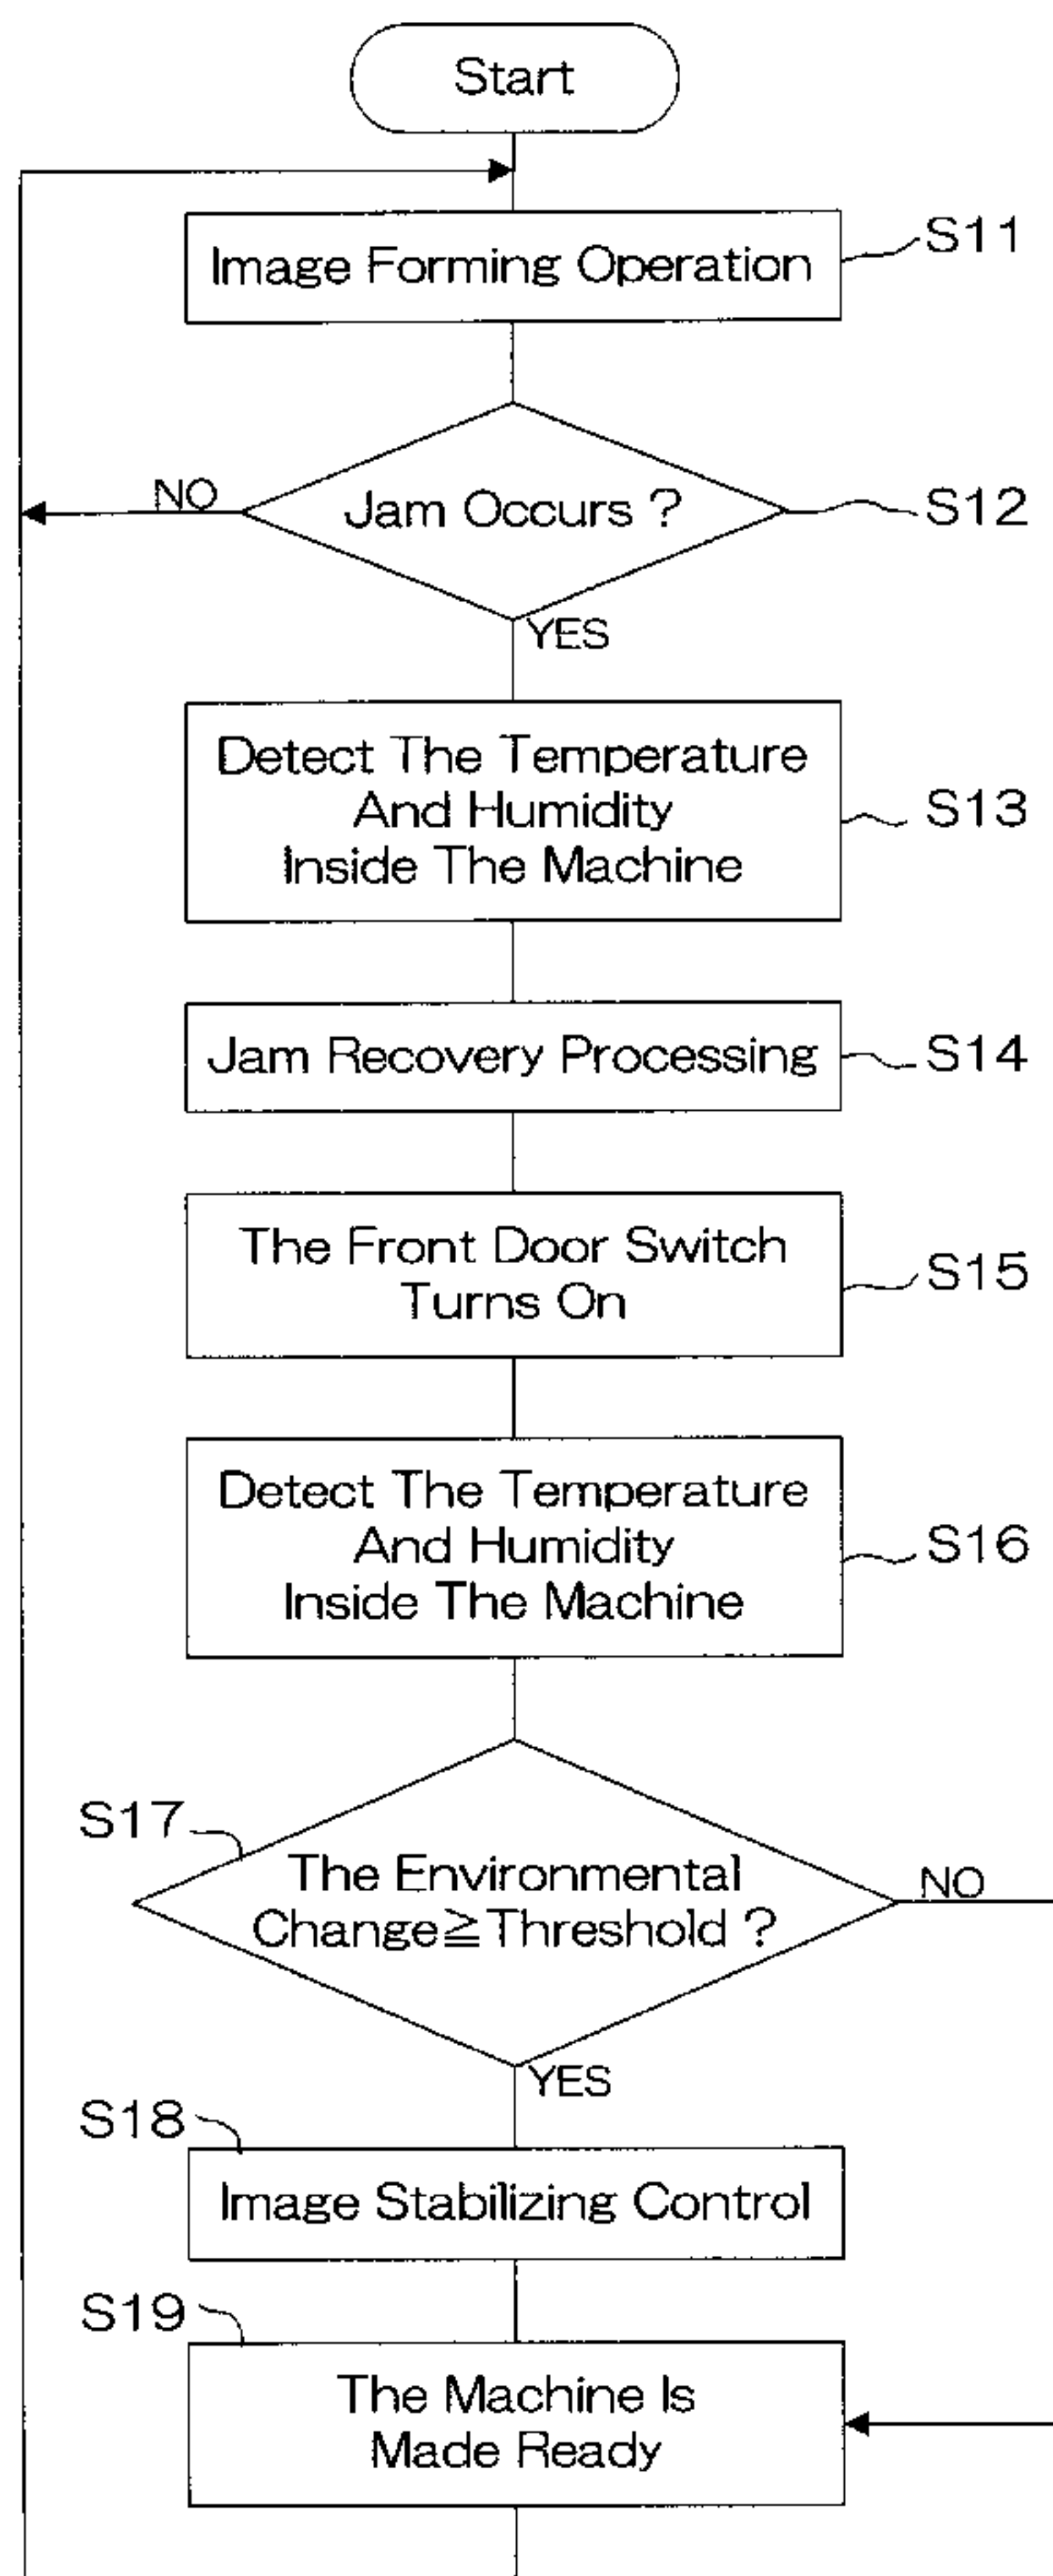 Start
Image Forming Operation
S11
NO
Jam Occurs ?
S12
YES
Detect The Temperature
And Humidity
Inside The Machine
S13
Jam Recovery Processing
S14
The Front Door Switch
Turns On
S15
Detect The Temperature
And Humidity
Inside The Machine
S16
S17
The Environmental
Change≧Threshold ?
NO
YES
S18
Image Stabilizing Control
S19
The Machine Is
Made Ready